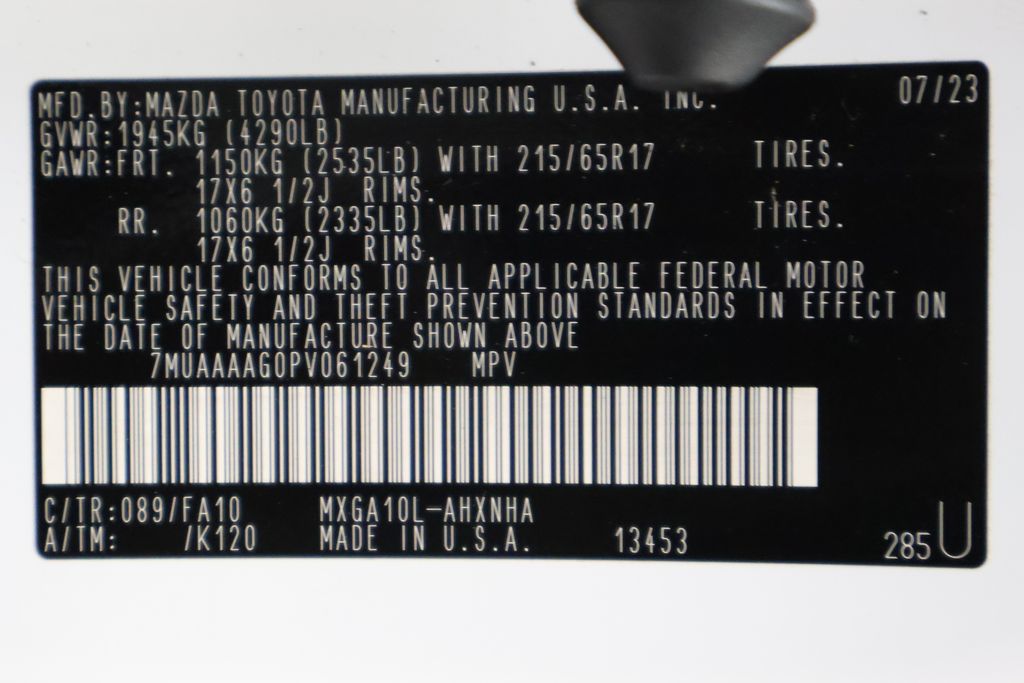 MFD.BY:MAZDA TOYOTA MANUFACTURING U.S.A. INC. 07/23
GVWR:1945KG (4290LB)
GAWR:FRT. 1150KG (2535LB) WITH 215/65R17 TIRES.
17X6 1/2J RIMS.
RR. 1060KG (2335LB) WITH 215/65R17 TIRES.
17X6 1/2J RIMS.
THIS VEHICLE CONFORMS TO ALL APPLICABLE FEDERAL MOTOR
VEHICLE SAFETY AND THEFT PREVENTION STANDARDS IN EFFECT ON
THE DATE OF MANUFACTURE SHOWN ABOVE
7MUAAAAG0PV061249 MPV
C/TR:089/FA10 MXGA10L-AHXNHA
A/TM: /K120 MADE IN U.S.A. 13453 285 U